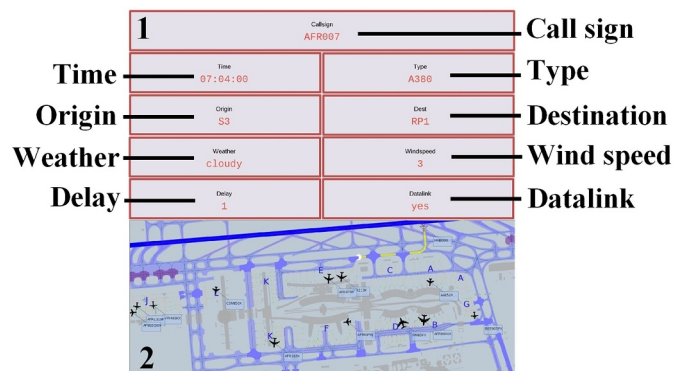 1
Callsign
AFR007
Call sign
Time
Time
07:04:00
Type
A380
Type
Origin
Origin
S3
Dest
RP1
Destination
Weather
Weather
cloudy
Windspeed
3
Wind speed
Delay
Delay
1
Datalink
yes
Datalink
E
C
A
A
K
L
J
G
K
F
D
B
2